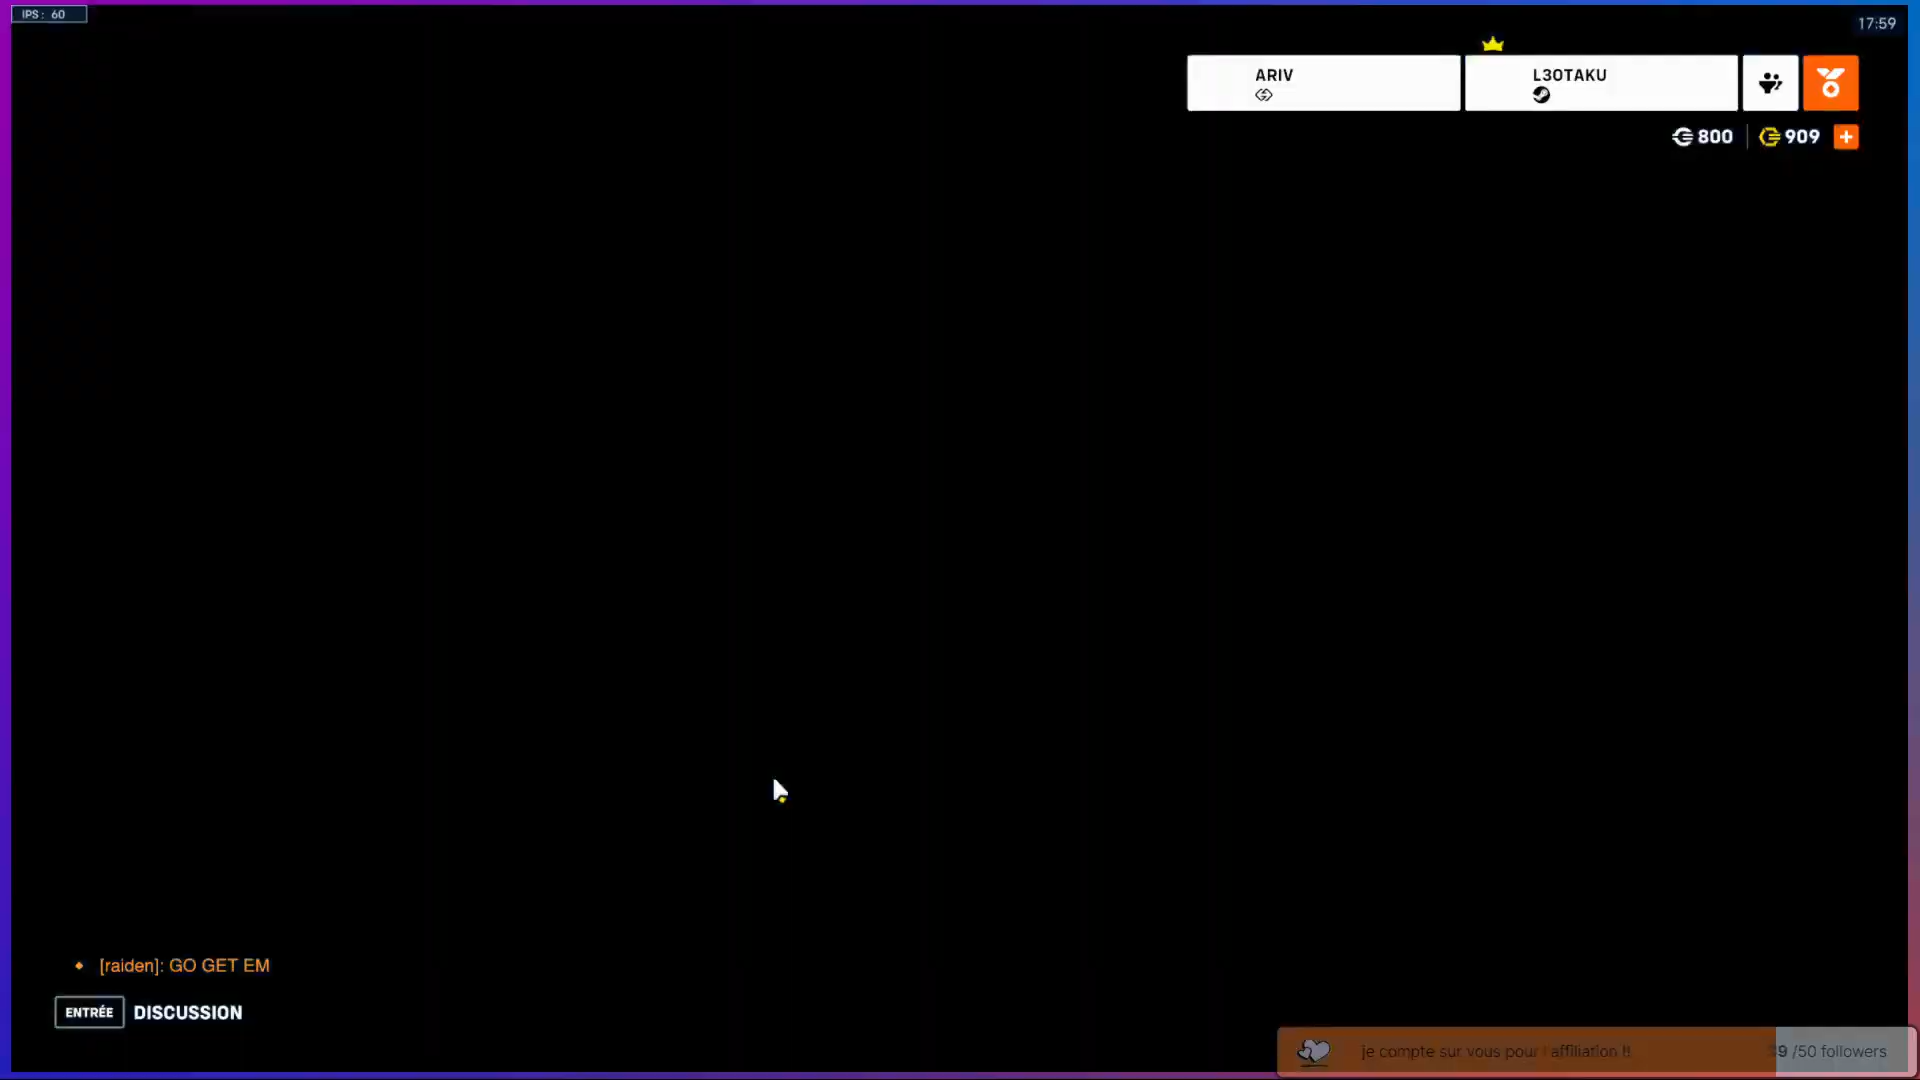 IPS : 60
17:59
ARIV
L3OTAKU
800
909
[raiden]: GO GET EM
ENTRÉE DISCUSSION
je compte sur vous pour l'affiliation !!
/50 followers